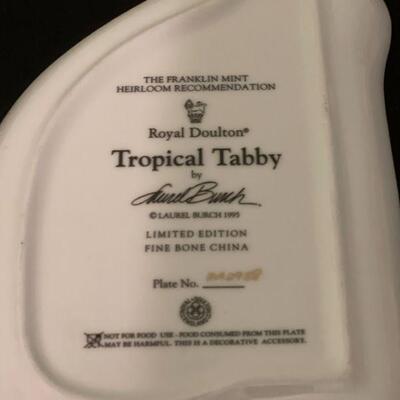 THE FRANKLIN MINT
HEIRLOOM RECOMMENDATION
Royal Doulton®
Tropical Tabby
by
Laurel Burch.
© LAUREL BURCH 1995
LIMITED EDITION
FINE BONE CHINA
Plate No.
NOT FOR FOOD USE - FOOD CONSUMED FROM THIS PLATE
MAY BE HARMFUL. THIS IS A DECORATIVE ACCESSORY.